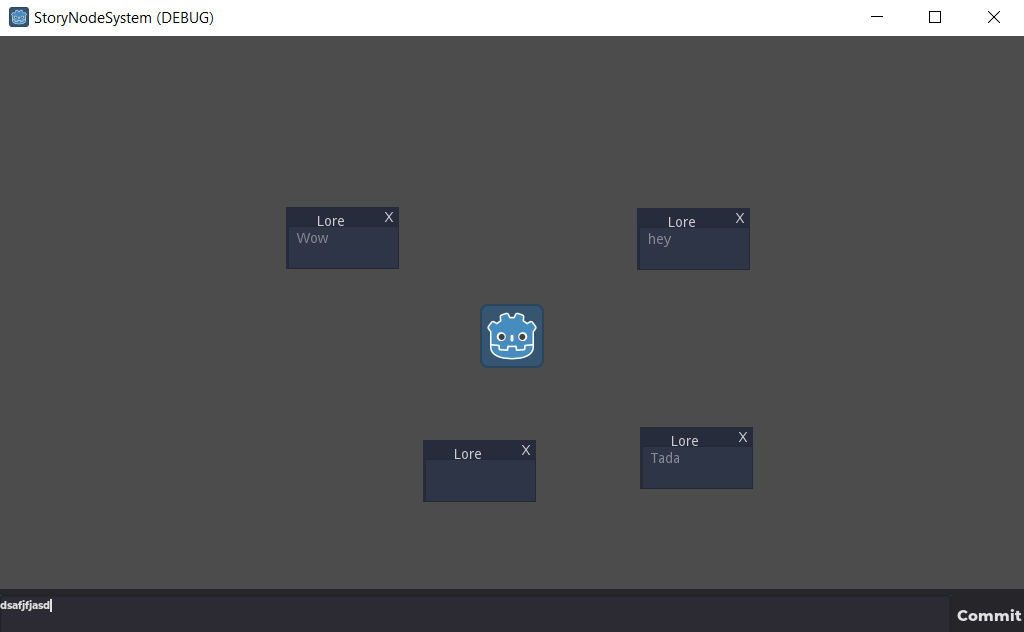 StoryNodeSystem (DEBUG)
Lore X
Wow
Lore X
hey
Lore X
Lore X
Tada
dsafjfjasd
Commit